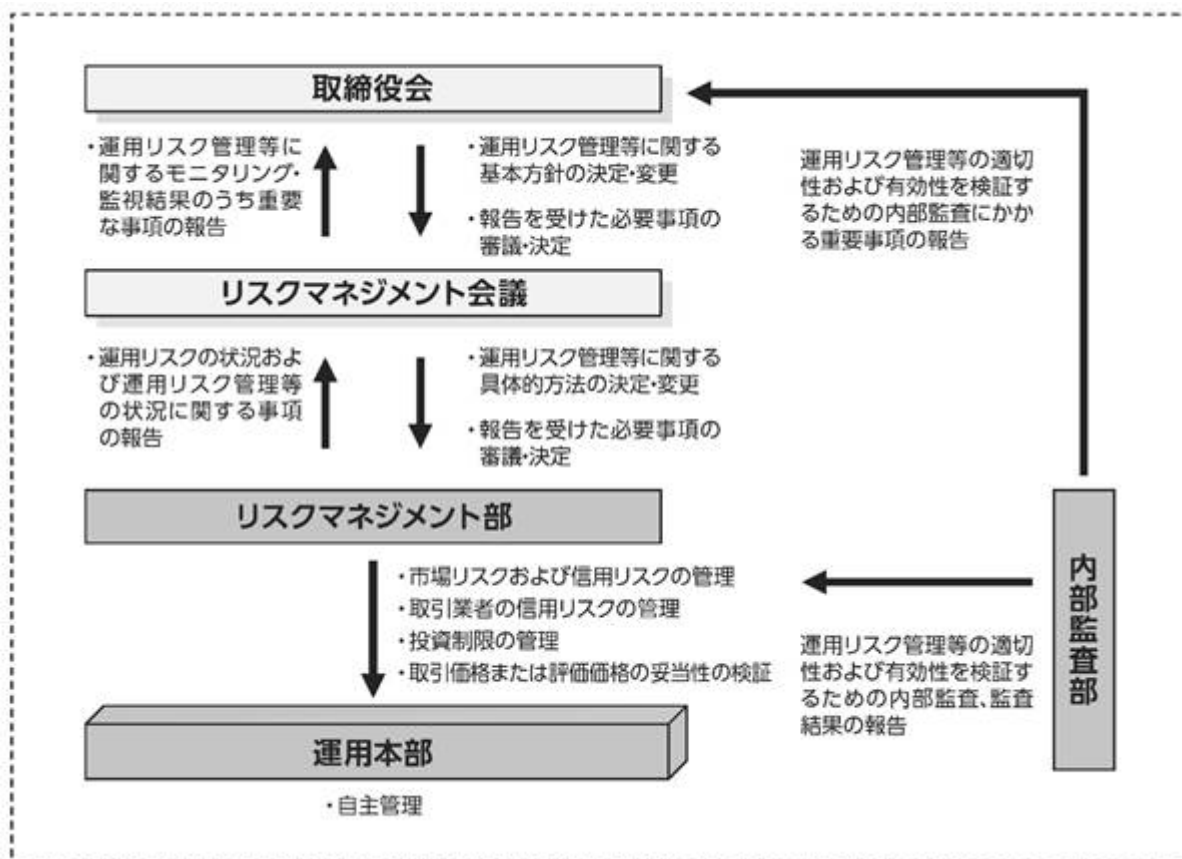 取締役会
・運用リスク管理等に
関するモニタリング・
監視結果のうち重要
な事項の報告
・運用リスク管理等に関する
基本方針の決定・変更
・報告を受けた必要事項の
審議・決定
運用リスク管理等の適切
性および有効性を検証す
るための内部監査にかか
る重要事項の報告
リスクマネジメント会議
・運用リスクの状況およ
び運用リスク管理等
の状況に関する事項
の報告
・運用リスク管理等に関する
具体的方法の決定・変更
・報告を受けた必要事項の
審議・決定
リスクマネジメント部
・市場リスクおよび信用リスクの管理
・取引業者の信用リスクの管理
・投資制限の管理
・取引価格または評価価格の妥当性の検証
運用リスク管理等の適切
性および有効性を検証す
るための内部監査、監査
結果の報告
内部監査部
運用本部
・自主管理